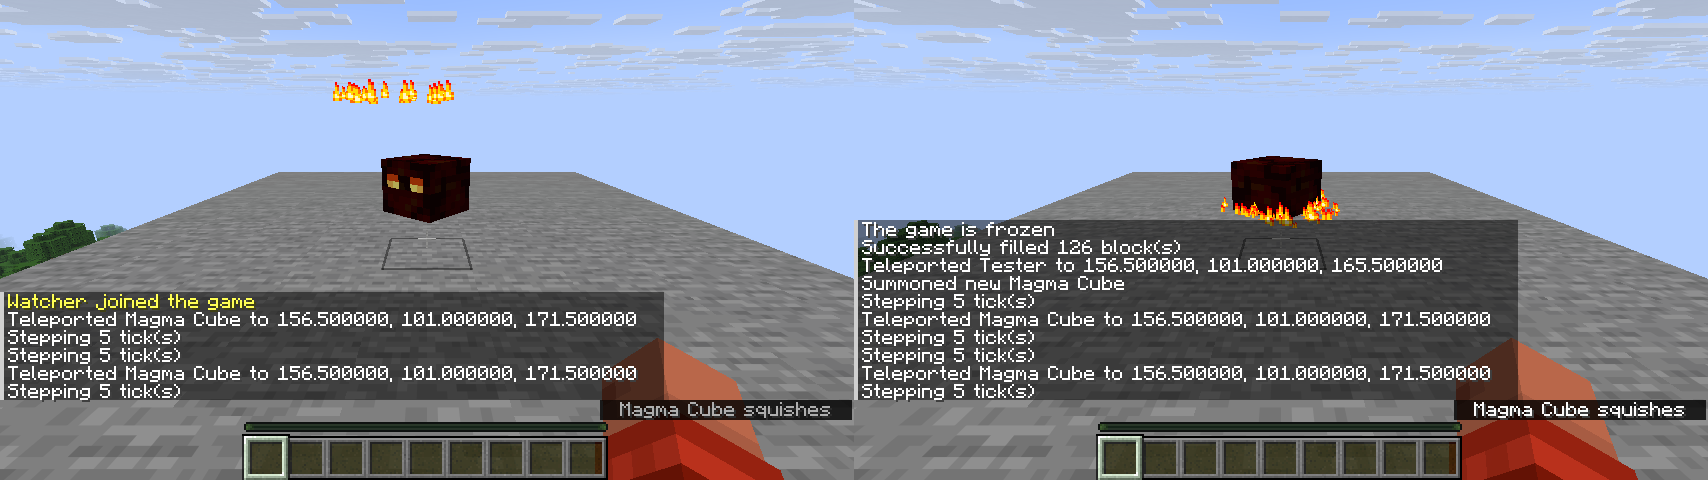 Watcher joined the game
Teleported Magma Cube to 156.500000, 101.000000, 171.500000
Stepping 5 tick(s)
Stepping 5 tick(s)
Teleported Magma Cube to 156.500000, 101.000000, 171.500000
Stepping 5 tick(s)
Magma Cube squishes
The game is frozen
Successfully filled 126 block(s)
Teleported Tester to 156.500000, 101.000000, 165.500000
Summoned new Magma Cube
Stepping 5 tick(s)
Teleported Magma Cube to 156.500000, 101.000000, 171.500000
Stepping 5 tick(s)
Stepping 5 tick(s)
Teleported Magma Cube to 156.500000, 101.000000, 171.500000
Stepping 5 tick(s)
Magma Cube squishes